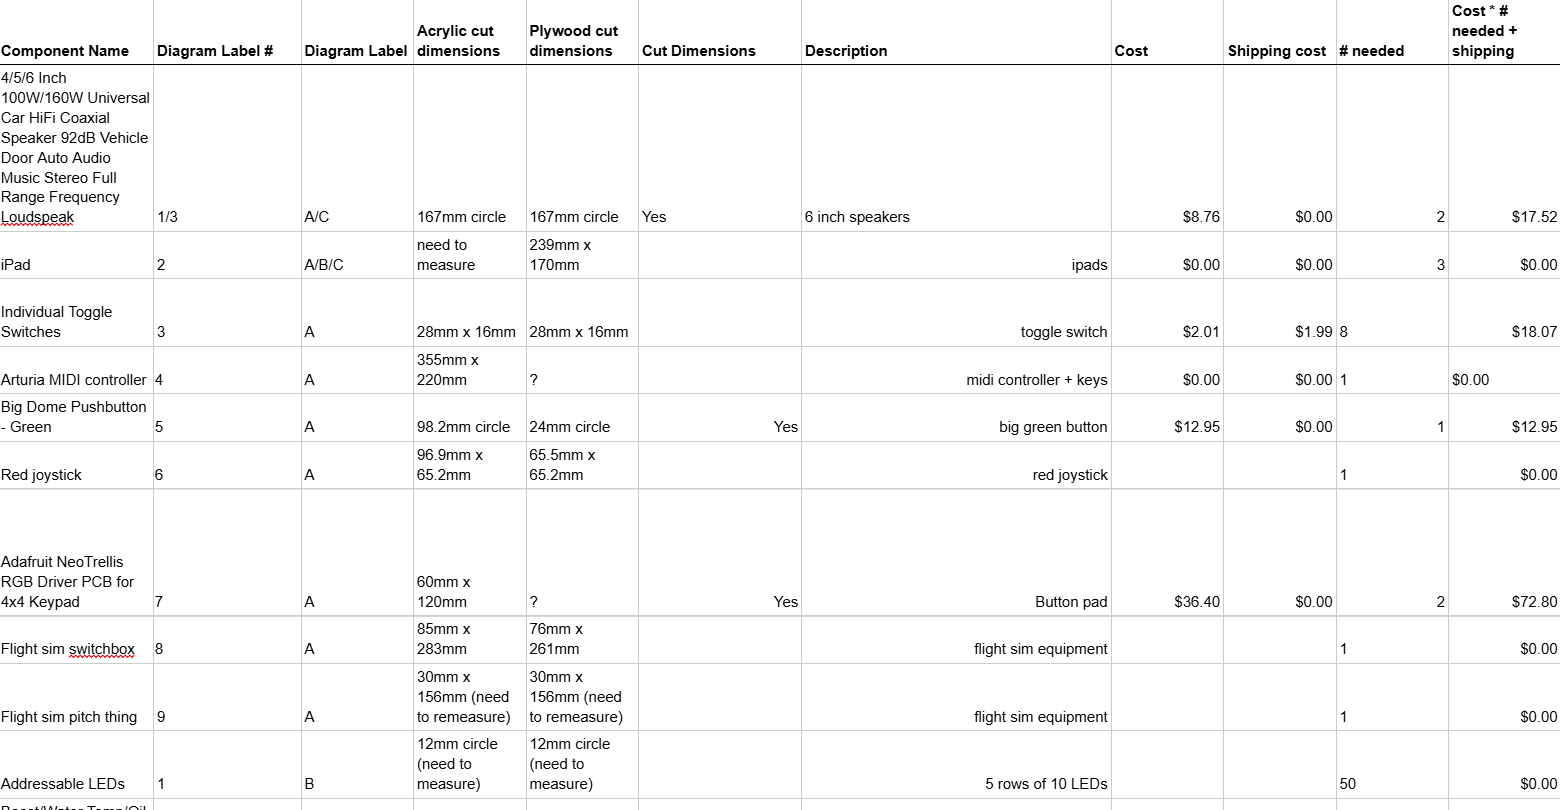 Component Name Diagram Label # Diagram Label Acrylic cut dimensions Plywood cut dimensions Cut Dimensions Description Cost Shipping cost # needed Cost * # needed + shipping
4/5/6 Inch
100W/160W Universal
Car HiFi Coaxial
Speaker 92dB Vehicle
Door Auto Audio
Music Stereo Full
Range Frequency
Loudspeak 1/3 A/C 167mm circle 167mm circle Yes 6 inch speakers $8.76 $0.00 2 $17.52
need to 239mm x
iPad 2 A/B/C measure 170mm ipads $0.00 $0.00 3 $0.00
Individual Toggle
Switches 3 A 28mm x 16mm 28mm x 16mm toggle switch $2.01 $1.99 8 $18.07
355mm x
Arturia MIDI controller 4 A 220mm ? midi controller + keys $0.00 $0.00 1 $0.00
Big Dome Pushbutton
- Green 5 A 98.2mm circle 24mm circle Yes big green button $12.95 $0.00 1 $12.95
96.9mm x 65.5mm x
Red joystick 6 A 65.2mm 65.2mm red joystick 1 $0.00
Adafruit NeoTrellis
RGB Driver PCB for 60mm x
4x4 Keypad 7 A 120mm ? Yes Button pad $36.40 $0.00 2 $72.80
85mm x 76mm x
Flight sim switchbox 8 A 283mm 261mm flight sim equipment 1 $0.00
30mm x 30mm x
156mm (need 156mm (need
Flight sim pitch thing 9 A to remeasure) to remeasure) flight sim equipment 1 $0.00
12mm circle 12mm circle
(need to (need to
Addressable LEDs 1 B measure) measure) 5 rows of 10 LEDs 50 $0.00